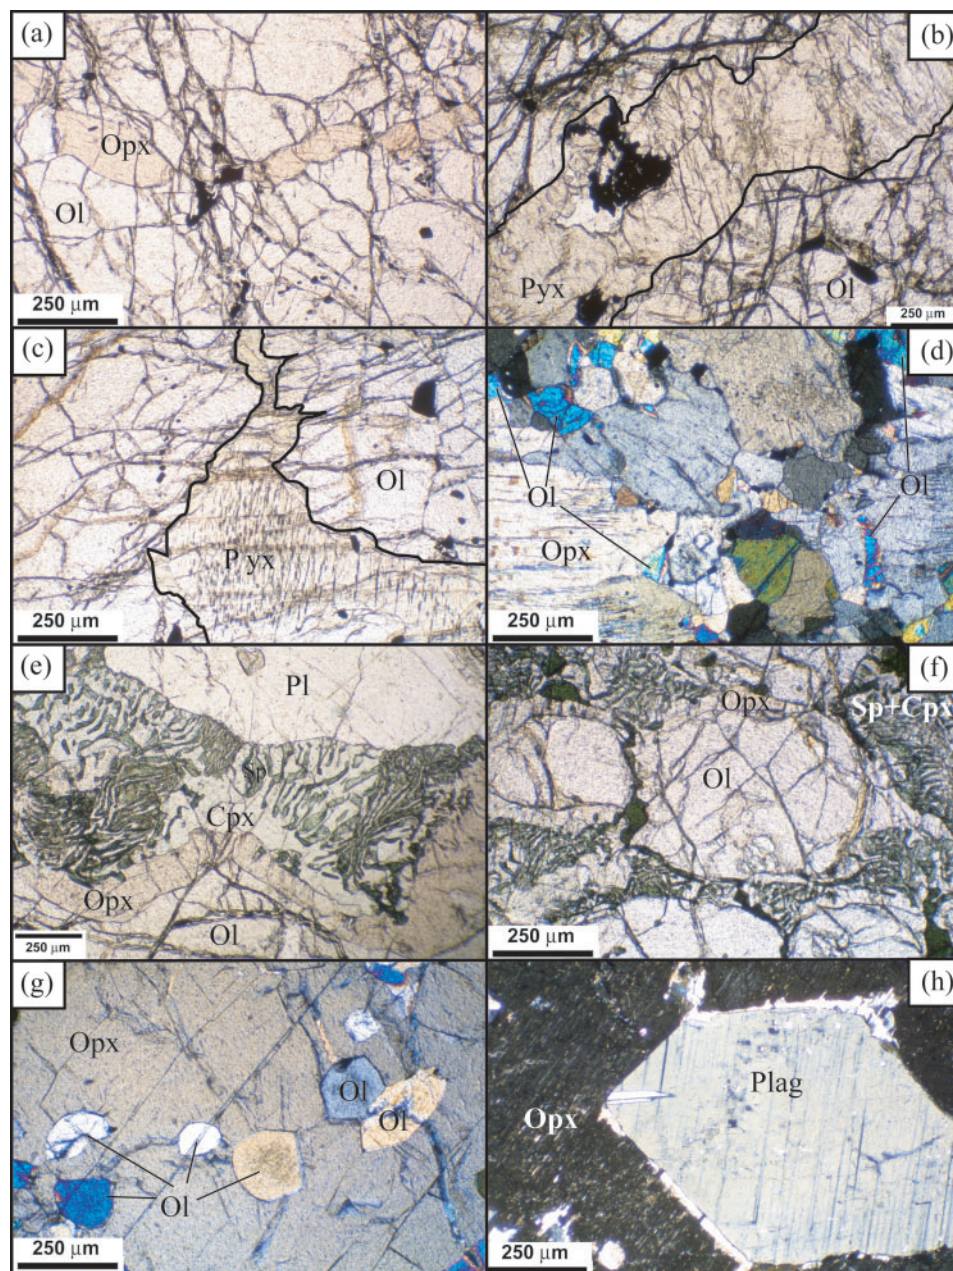 (a)
Opx
Ol
250 μm
(b)
Pyx
Ol
250 μm
(c)
Ol
Pyx
250 μm
(d)
Ol
Ol
Opx
250 μm
(e)
Pl
Sp
Cpx
Opx
Ol
250 μm
(f)
Opx
Sp+Cpx
Ol
250 μm
(g)
Opx
Ol
Ol
Ol
250 μm
(h)
Plag
Opx
250 μm